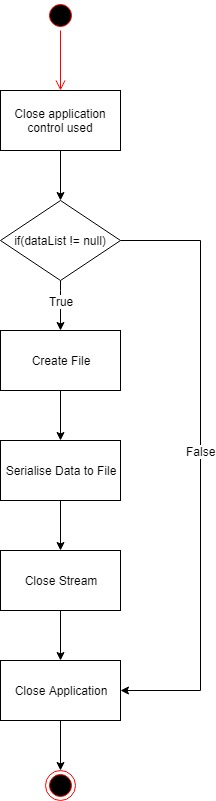 Close application
control used
if(dataList != null)
True
Create File
False
Serialise Data to File
Close Stream
Close Application